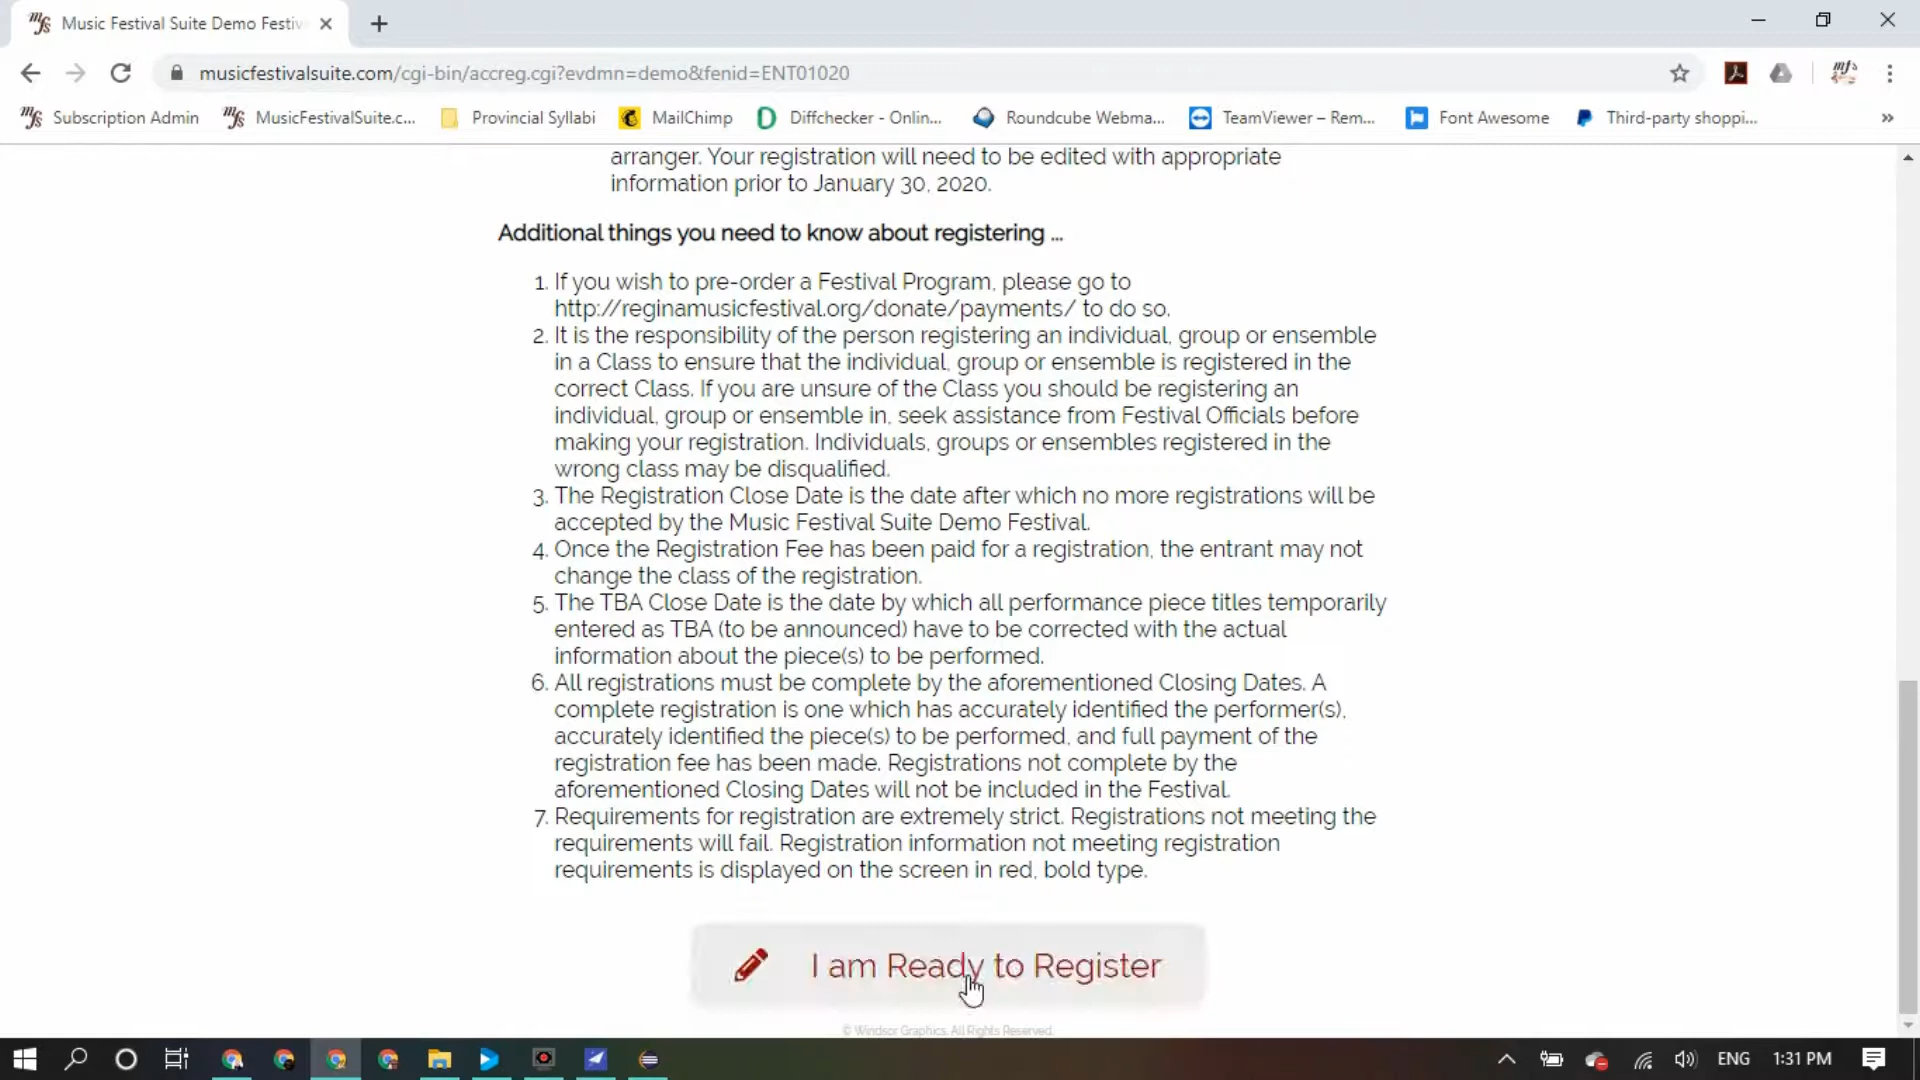 Music Festival Suite Demo Festiv
musicfestivalsuite.com/cgi-bin/accreg.cgi?evdmn=demo&fenid=ENT01020
Subscription Admin MusicFestivalSuite.c... Provincial Syllabi MailChimp Diffchecker - Onlin... Roundcube Webma... TeamViewer – Rem... Font Awesome Third-party shoppi... »
arranger. Your registration will need to be edited with appropriate
information prior to January 30, 2020.
Additional things you need to know about registering ...
1. If you wish to pre-order a Festival Program, please go to
http://reginamusicfestival.org/donate/payments/ to do so.
2. It is the responsibility of the person registering an individual, group or ensemble
in a Class to ensure that the individual, group or ensemble is registered in the
correct Class. If you are unsure of the Class you should be registering an
individual, group or ensemble in, seek assistance from Festival Officials before
making your registration. Individuals, groups or ensembles registered in the
wrong class may be disqualified.
3. The Registration Close Date is the date after which no more registrations will be
accepted by the Music Festival Suite Demo Festival.
4. Once the Registration Fee has been paid for a registration, the entrant may not
change the class of the registration.
5. The TBA Close Date is the date by which all performance piece titles temporarily
entered as TBA (to be announced) have to be corrected with the actual
information about the piece(s) to be performed.
6. All registrations must be complete by the aforementioned Closing Dates. A
complete registration is one which has accurately identified the performer(s),
accurately identified the piece(s) to be performed, and full payment of the
registration fee has been made. Registrations not complete by the
aforementioned Closing Dates will not be included in the Festival.
7. Requirements for registration are extremely strict. Registrations not meeting the
requirements will fail. Registration information not meeting registration
requirements is displayed on the screen in red, bold type.
I am Ready to Register
© Windsor Graphics. All Rights Reserved.
ENG 1:31 PM